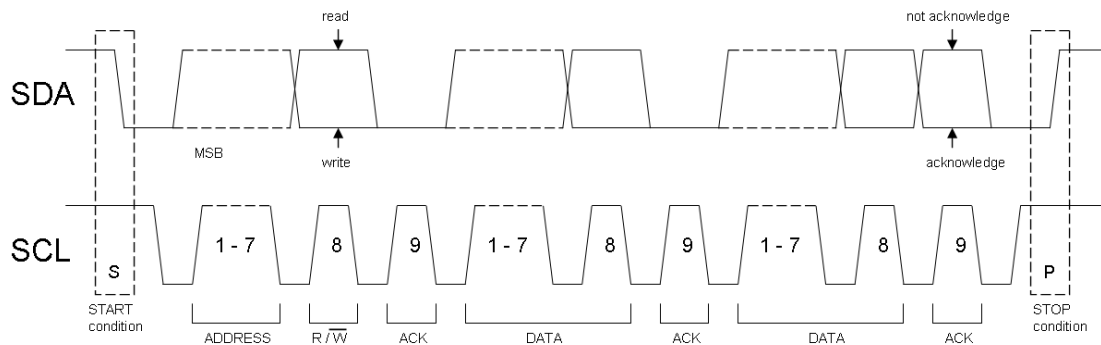 read
not acknowledge
SDA
MSB
write
acknowledge
SCL
1 - 7
8
9
1 - 7
8
9
1 - 7
8
9
S
P
START
condition
STOP
condition
ADDRESS
R / W̅
ACK
DATA
ACK
DATA
ACK